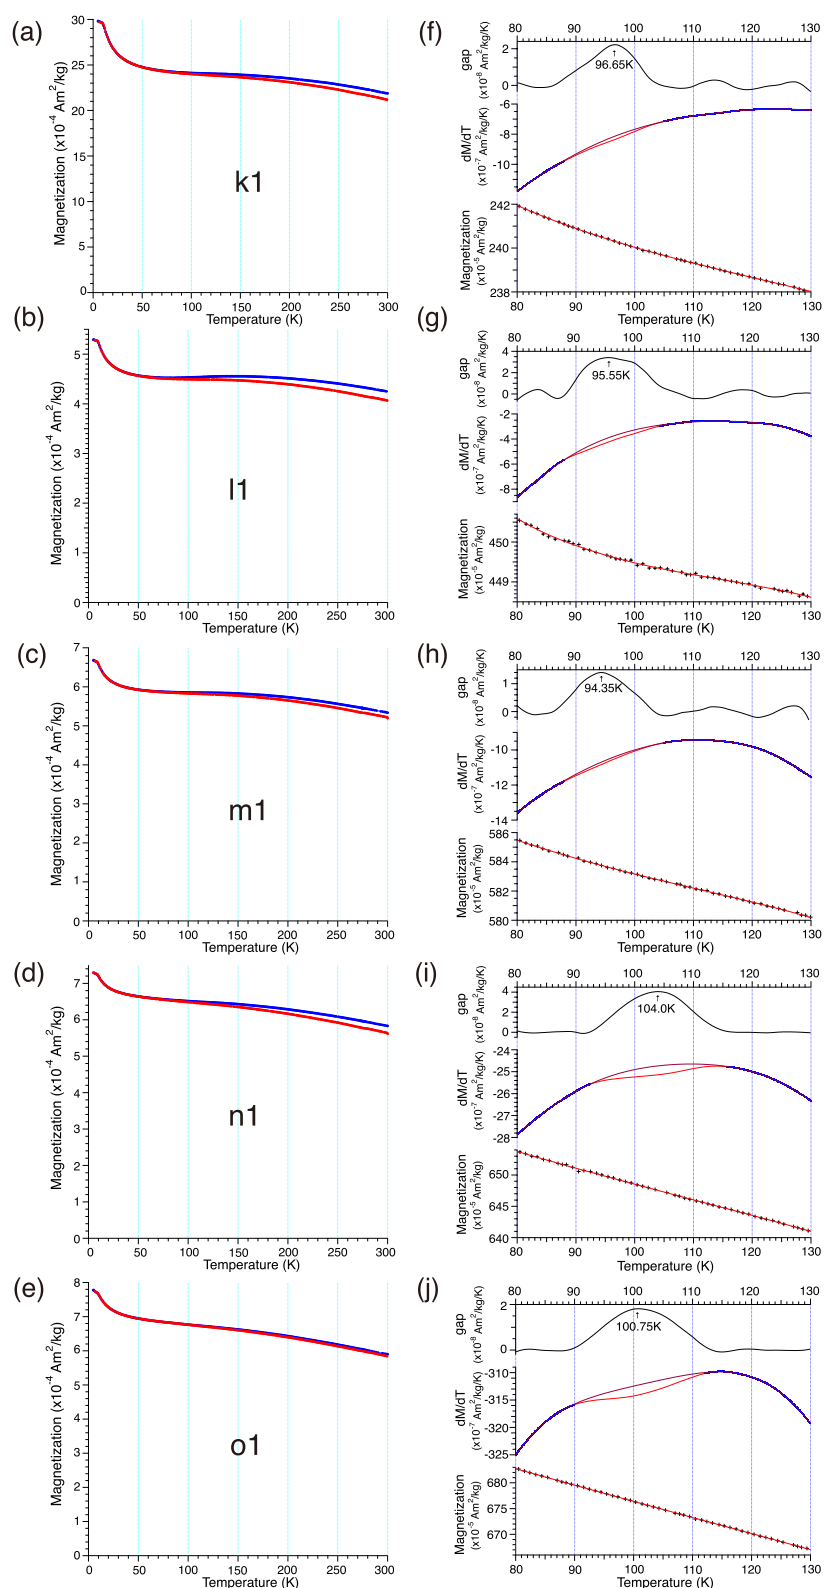 (a)
Magnetization (x10⁻⁴ Am²/kg)
30
25
20
15
10
5
0
k1
0 50 100 150 200 250 300
Temperature (K)
(f)
80 90 100 110 120 130
gap
(x10⁻⁸ Am²/kg/K)
2
0
96.65K
dM/dT
(x10⁻⁷ Am²/kg/K)
-6
-8
-10
Magnetization
(x10⁻⁵ Am²/kg)
242
240
238
80 90 100 110 120 130
Temperature (K)
(b)
Magnetization (x10⁻⁴ Am²/kg)
5
4
3
2
1
0
l1
0 50 100 150 200 250 300
Temperature (K)
(g)
80 90 100 110 120 130
gap
(x10⁻⁸ Am²/kg/K)
4
2
0
95.55K
dM/dT
(x10⁻⁷ Am²/kg/K)
-2
-4
-6
-8
Magnetization
(x10⁻⁵ Am²/kg)
450
449
80 90 100 110 120 130
Temperature (K)
(c)
Magnetization (x10⁻⁴ Am²/kg)
7
6
5
4
3
2
1
0
m1
0 50 100 150 200 250 300
Temperature (K)
(h)
80 90 100 110 120 130
gap
(x10⁻⁸ Am²/kg/K)
1
0
94.35K
dM/dT
(x10⁻⁷ Am²/kg/K)
-10
-12
-14
Magnetization
(x10⁻⁵ Am²/kg)
586
584
582
580
80 90 100 110 120 130
Temperature (K)
(d)
Magnetization (x10⁻⁴ Am²/kg)
7
6
5
4
3
2
1
0
n1
0 50 100 150 200 250 300
Temperature (K)
(i)
80 90 100 110 120 130
gap
(x10⁻⁸ Am²/kg/K)
4
2
0
104.0K
dM/dT
(x10⁻⁷ Am²/kg/K)
-24
-25
-26
-28
Magnetization
(x10⁻⁵ Am²/kg)
650
645
640
80 90 100 110 120 130
Temperature (K)
(e)
Magnetization (x10⁻⁴ Am²/kg)
8
7
6
5
4
3
2
1
0
o1
0 50 100 150 200 250 300
Temperature (K)
(j)
80 90 100 110 120 130
gap
(x10⁻⁸ Am²/kg/K)
2
0
100.75K
dM/dT
(x10⁻⁷ Am²/kg/K)
-310
-315
-320
-325
Magnetization
(x10⁻⁵ Am²/kg)
680
675
670
80 90 100 110 120 130
Temperature (K)